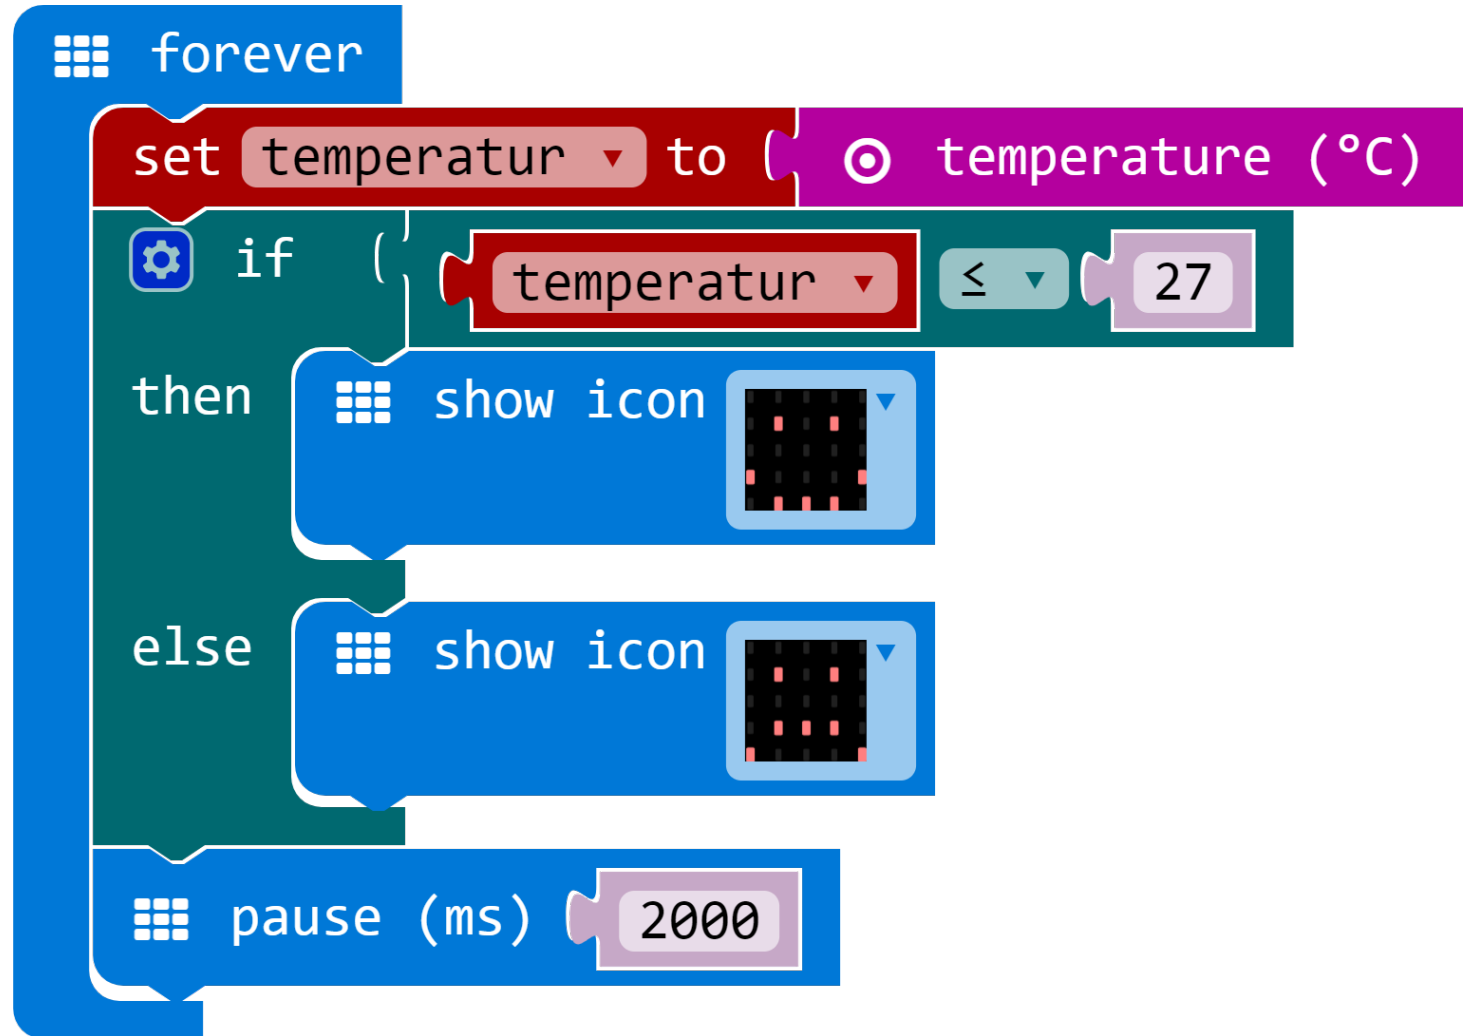 forever
set temperatur to temperature (°C)
if temperatur ≤ 27
then show icon
else show icon
pause (ms) 2000